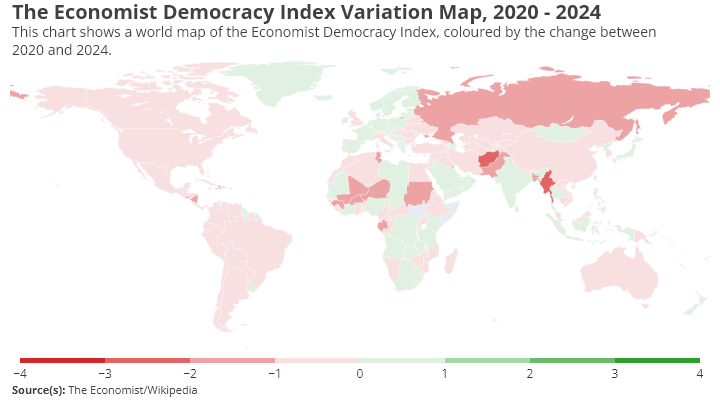 The Economist Democracy Index Variation Map, 2020 - 2024
This chart shows a world map of the Economist Democracy Index, coloured by the change between
2020 and 2024.
−4 −3 −2 −1 0 1 2 3 4
Source(s): The Economist/Wikipedia